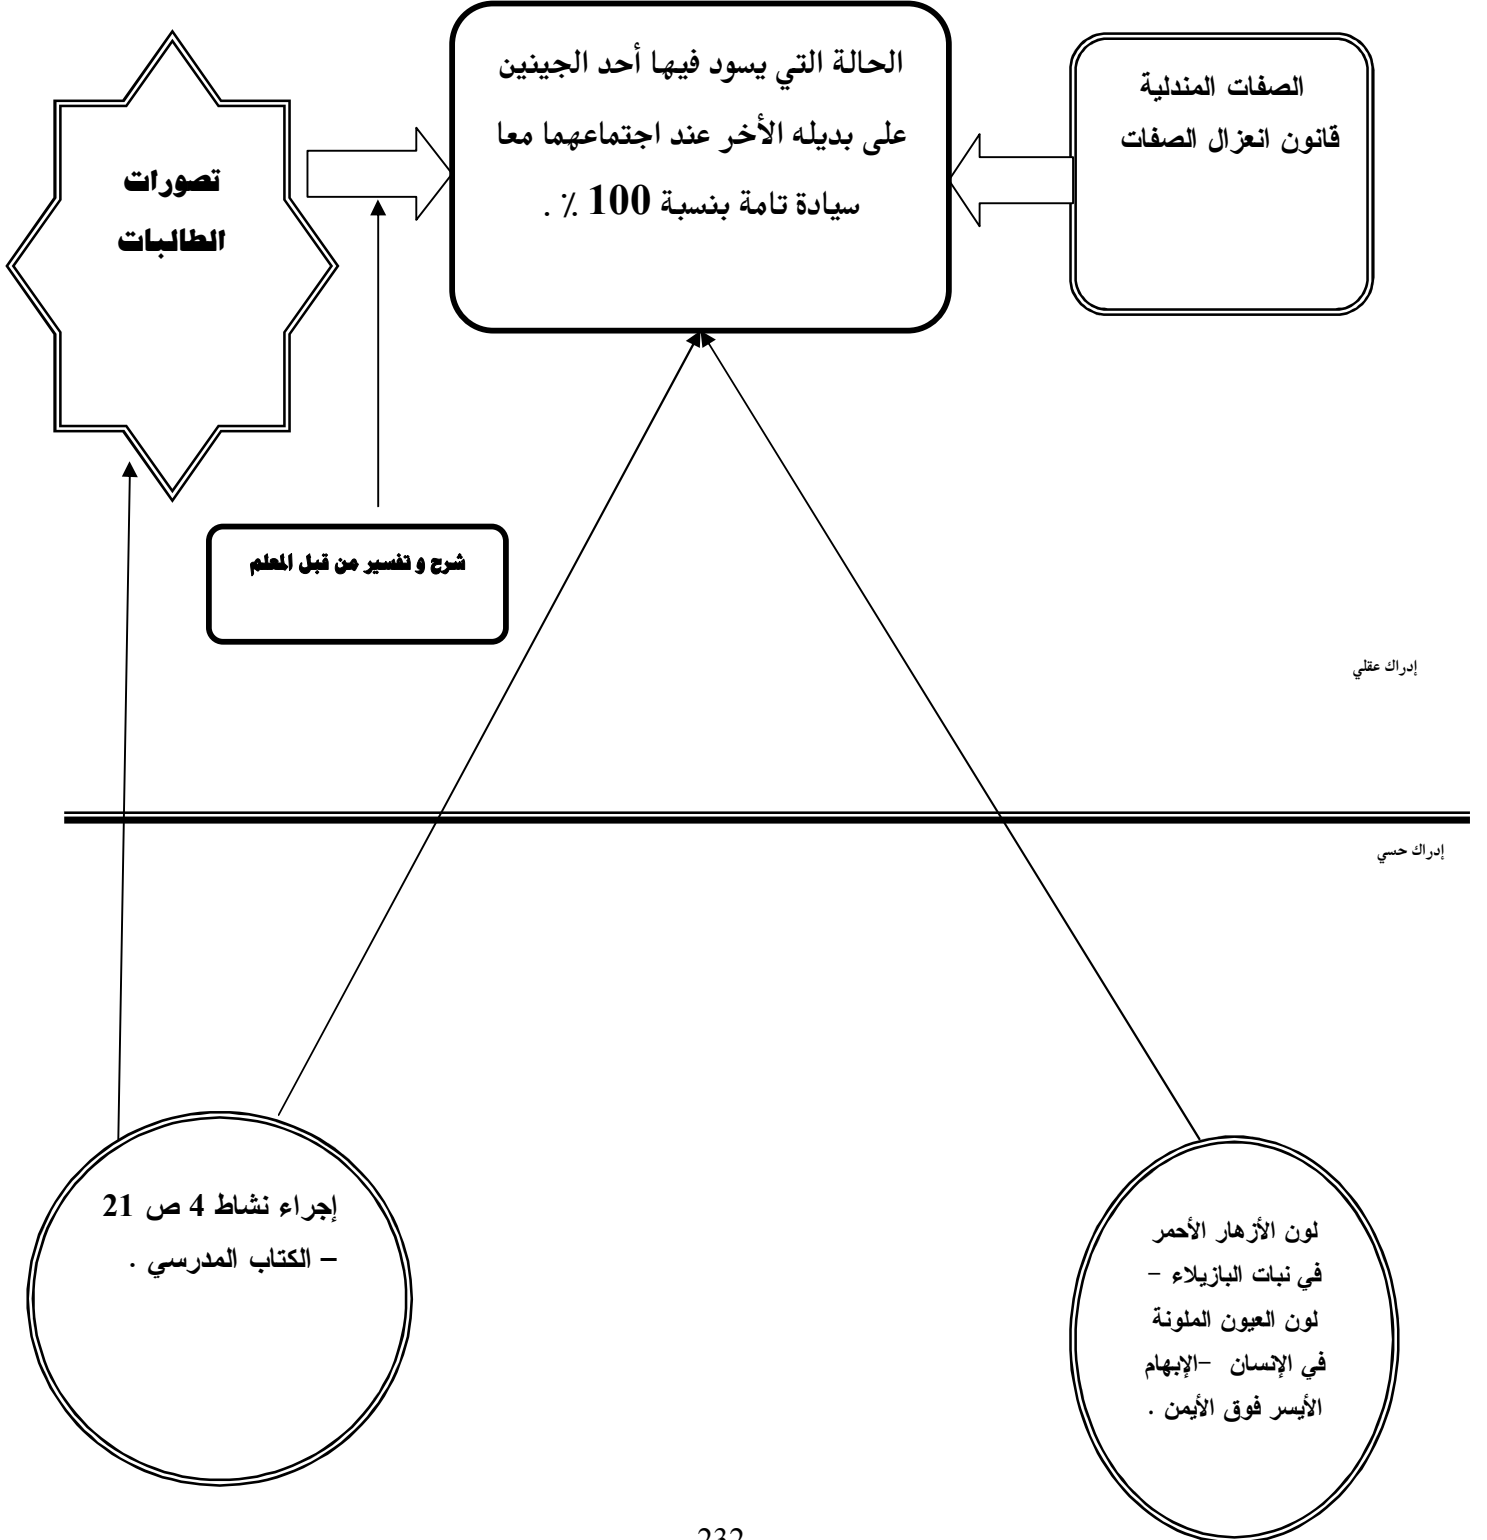 الصفات المندلية
قانون انعزال الصفات
الحالة التي يسود فيها أحد الجينين
على بديله الأخر عند اجتماعهما معا
سيادة تامة بنسبة 100 ٪ .
تصورات
الطالبات
شرح و تفسير من قبل المعلم
إدراك عقلي
إدراك حسي
لون الأزهار الأحمر
في نبات البازيلاء –
لون العيون الملونة
في الإنسان –الإبهام
الأيسر فوق الأيمن .
إجراء نشاط 4 ص 21
– الكتاب المدرسي .
232